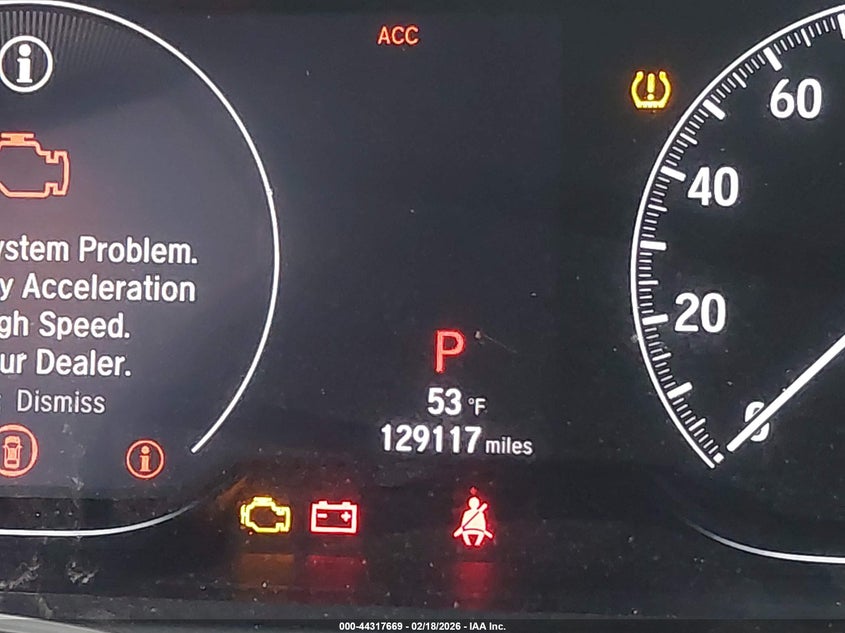 ACC
60
40
20
0
ystem Problem.
y Acceleration
gh Speed.
ur Dealer.
: Dismiss
P
53 °F
129117 miles
000-44317669 - 02/18/2026 - IAA Inc.